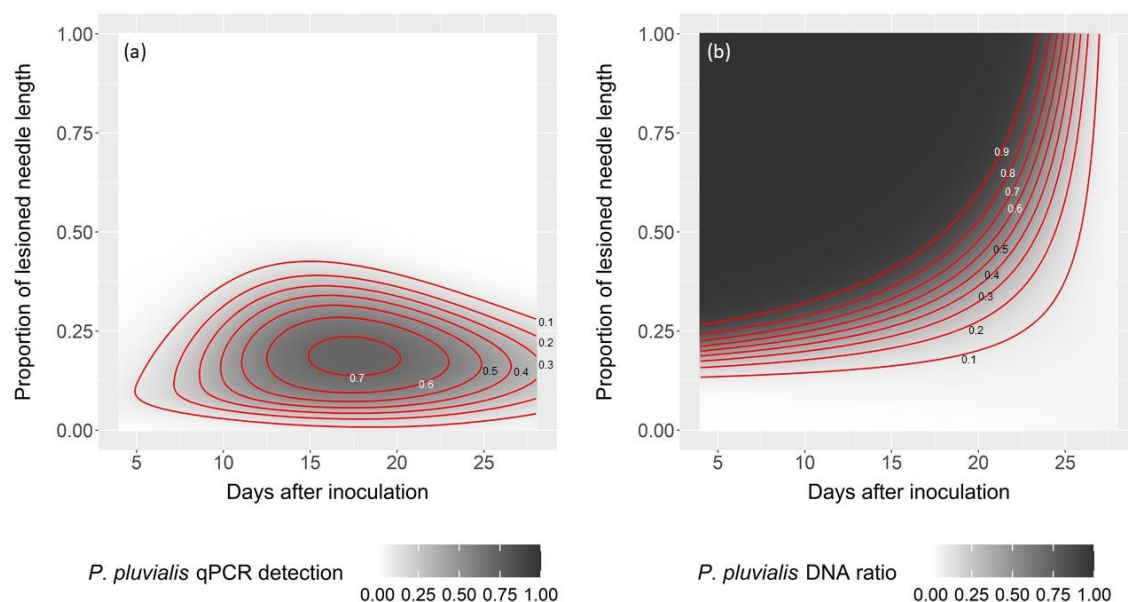 (a)
Proportion of lesioned needle length
1.00
0.75
0.50
0.25
0.00
0.1
0.2
0.3
0.4
0.5
0.6
0.7
5 10 15 20 25
Days after inoculation
P. pluvialis qPCR detection
0.00 0.25 0.50 0.75 1.00
(b)
Proportion of lesioned needle length
1.00
0.75
0.50
0.25
0.00
0.9
0.8
0.7
0.6
0.5
0.4
0.3
0.2
0.1
5 10 15 20 25
Days after inoculation
P. pluvialis DNA ratio
0.00 0.25 0.50 0.75 1.00